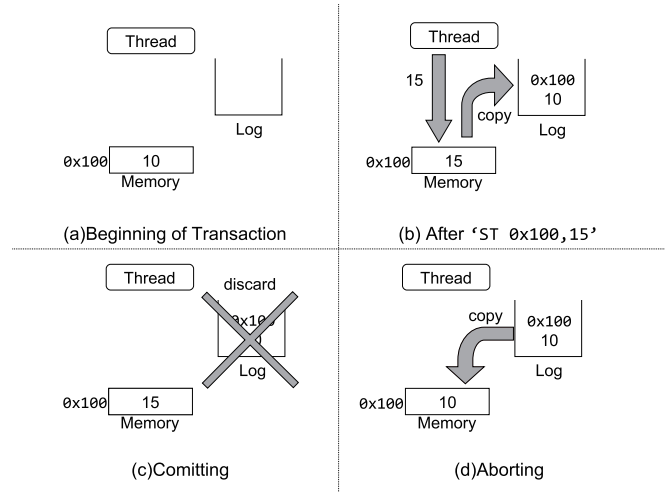 Thread
Log
0x100 10
Memory
(a)Beginning of Transaction
Thread
15
0x100
10
copy
Log
0x100 15
Memory
(b) After ‘ST 0x100,15’
Thread
discard
Log
0x100 15
Memory
(c)Comitting
Thread
copy
0x100
10
Log
0x100 10
Memory
(d)Aborting